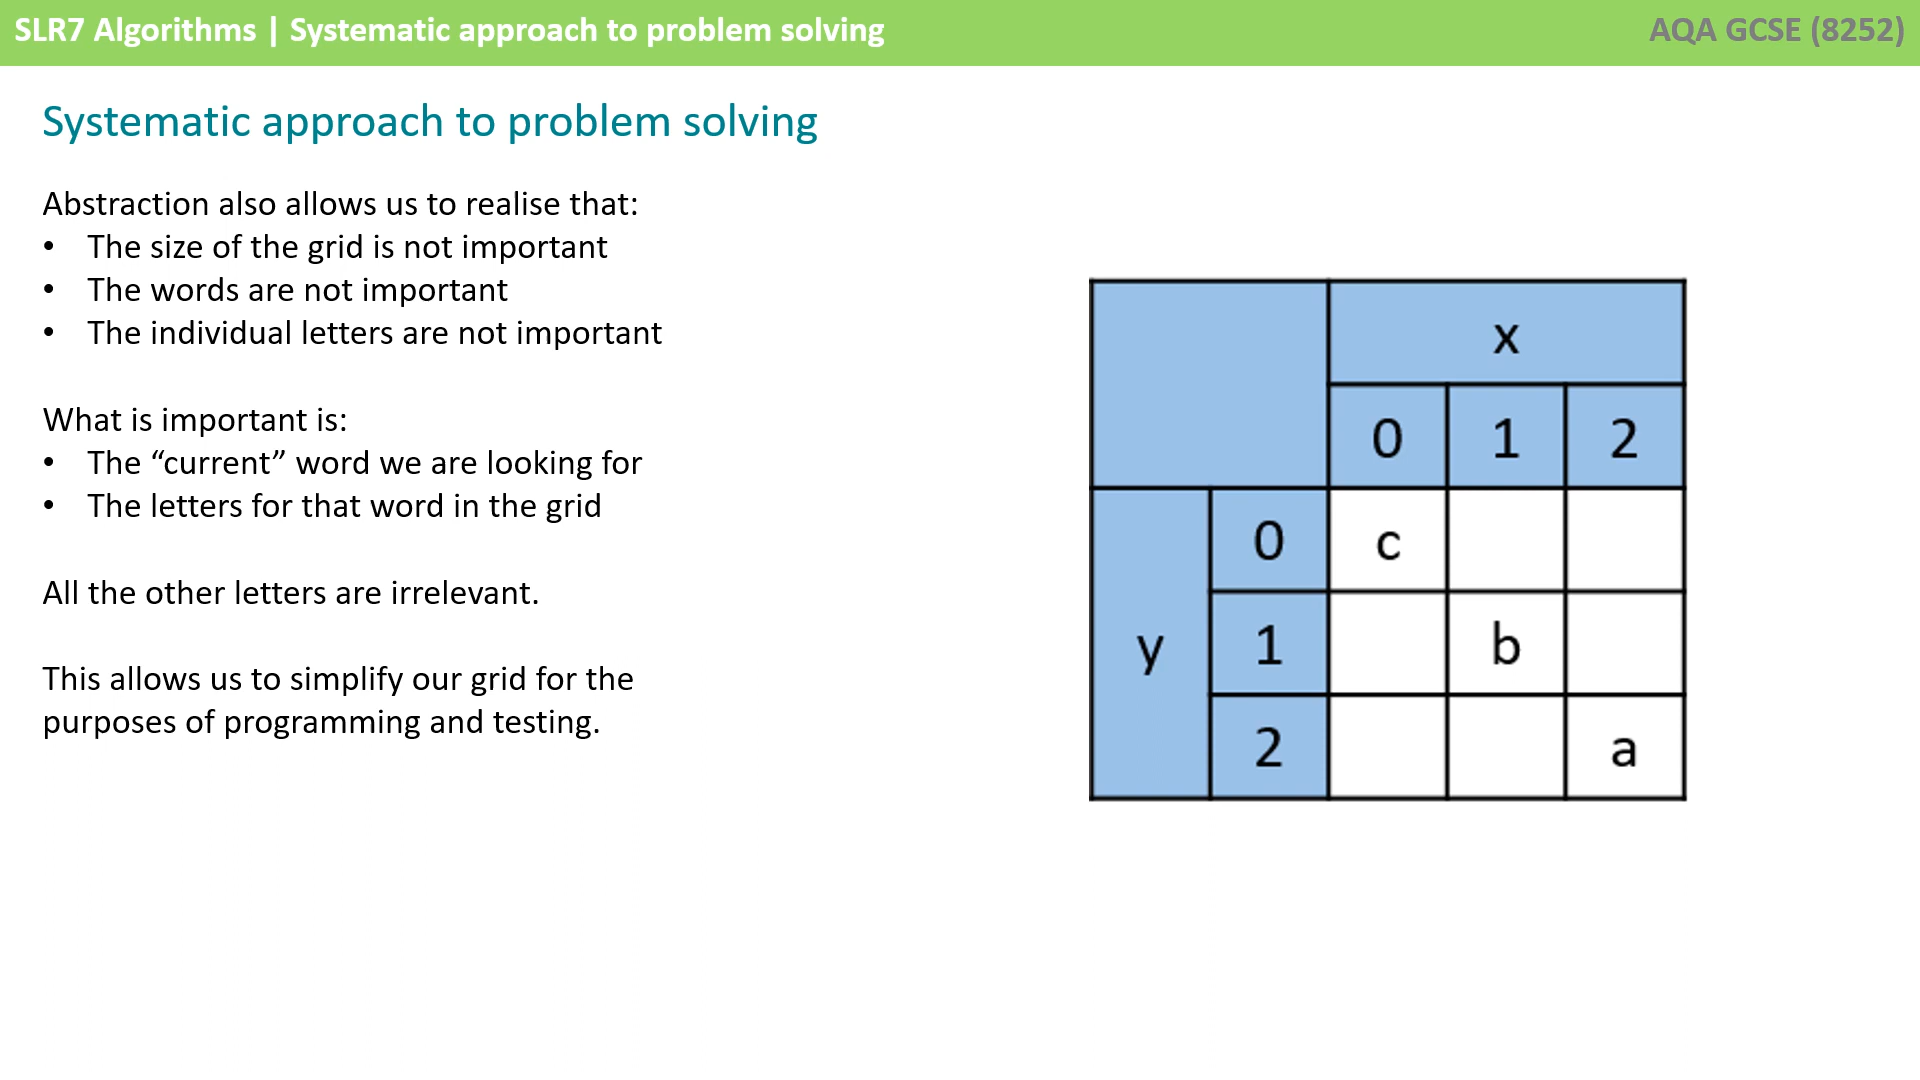 SLR7 Algorithms | Systematic approach to problem solving
AQA GCSE (8252)
Systematic approach to problem solving
Abstraction also allows us to realise that:
• The size of the grid is not important
• The words are not important
• The individual letters are not important
What is important is:
• The “current” word we are looking for
• The letters for that word in the grid
All the other letters are irrelevant.
This allows us to simplify our grid for the
purposes of programming and testing.
x
0 1 2
0 c
y 1 b
2 a